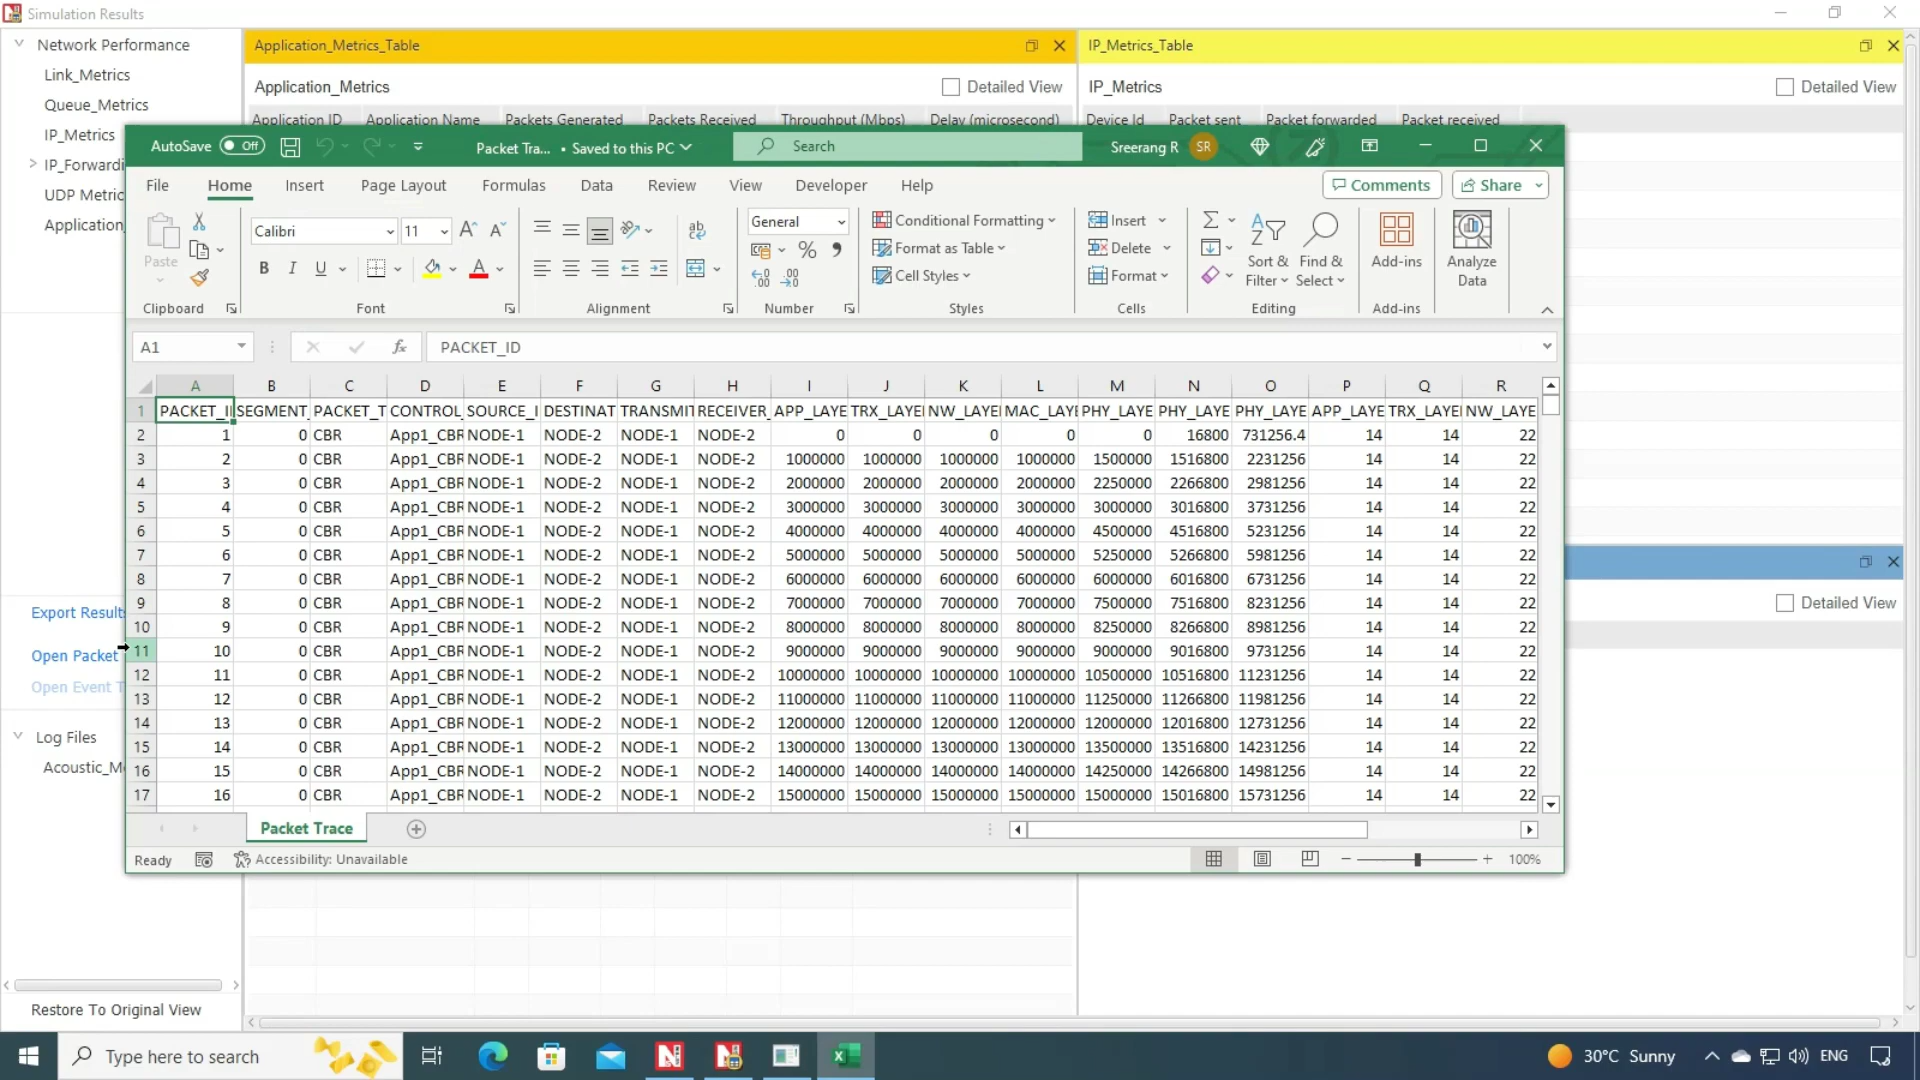 Simulation Results
Network Performance
Link_Metrics
Queue_Metrics
IP_Metrics
IP_Forwardi
UDP Metric
Application_
Export Results
Open Packet
Open Event T
Log Files
Acoustic_M
Restore To Original View
Application_Metrics_Table
Application_Metrics
Detailed View
Application ID Application Name Packets Generated Packets Received Throughput (Mbps) Delay (microsecond)
IP_Metrics_Table
IP_Metrics
Detailed View
Device Id Packet sent Packet forwarded Packet received
Detailed View
AutoSave Off Packet Tra... • Saved to this PC Search Sreerang R SR
File Home Insert Page Layout Formulas Data Review View Developer Help Comments Share
Paste
Calibri 11
B I U
General
Conditional Formatting
Format as Table
Cell Styles
Insert
Delete
Format
Sort & Filter
Find & Select
Add-ins
Analyze Data
Clipboard Font Alignment Number Styles Cells Editing Add-ins
A1 fx PACKET_ID
A B C D E F G H I J K L M N O P Q R
1 PACKET_I SEGMENT_ PACKET_T CONTROL_ SOURCE_I DESTINAT TRANSMIT RECEIVER_ APP_LAYE TRX_LAYE NW_LAYE MAC_LAYE PHY_LAYE PHY_LAYE PHY_LAYE APP_LAYE TRX_LAYE NW_LAYE
2 1 0 CBR App1_CBR NODE-1 NODE-2 NODE-1 NODE-2 0 0 0 0 0 16800 731256.4 14 14 22
3 2 0 CBR App1_CBR NODE-1 NODE-2 NODE-1 NODE-2 1000000 1000000 1000000 1000000 1500000 1516800 2231256 14 14 22
4 3 0 CBR App1_CBR NODE-1 NODE-2 NODE-1 NODE-2 2000000 2000000 2000000 2000000 2250000 2266800 2981256 14 14 22
5 4 0 CBR App1_CBR NODE-1 NODE-2 NODE-1 NODE-2 3000000 3000000 3000000 3000000 3000000 3016800 3731256 14 14 22
6 5 0 CBR App1_CBR NODE-1 NODE-2 NODE-1 NODE-2 4000000 4000000 4000000 4000000 4500000 4516800 5231256 14 14 22
7 6 0 CBR App1_CBR NODE-1 NODE-2 NODE-1 NODE-2 5000000 5000000 5000000 5000000 5250000 5266800 5981256 14 14 22
8 7 0 CBR App1_CBR NODE-1 NODE-2 NODE-1 NODE-2 6000000 6000000 6000000 6000000 6000000 6016800 6731256 14 14 22
9 8 0 CBR App1_CBR NODE-1 NODE-2 NODE-1 NODE-2 7000000 7000000 7000000 7000000 7500000 7516800 8231256 14 14 22
10 9 0 CBR App1_CBR NODE-1 NODE-2 NODE-1 NODE-2 8000000 8000000 8000000 8000000 8250000 8266800 8981256 14 14 22
11 10 0 CBR App1_CBR NODE-1 NODE-2 NODE-1 NODE-2 9000000 9000000 9000000 9000000 9000000 9016800 9731256 14 14 22
12 11 0 CBR App1_CBR NODE-1 NODE-2 NODE-1 NODE-2 10000000 10000000 10000000 10000000 10500000 10516800 11231256 14 14 22
13 12 0 CBR App1_CBR NODE-1 NODE-2 NODE-1 NODE-2 11000000 11000000 11000000 11000000 11250000 11266800 11981256 14 14 22
14 13 0 CBR App1_CBR NODE-1 NODE-2 NODE-1 NODE-2 12000000 12000000 12000000 12000000 12000000 12016800 12731256 14 14 22
15 14 0 CBR App1_CBR NODE-1 NODE-2 NODE-1 NODE-2 13000000 13000000 13000000 13000000 13500000 13516800 14231256 14 14 22
16 15 0 CBR App1_CBR NODE-1 NODE-2 NODE-1 NODE-2 14000000 14000000 14000000 14000000 14250000 14266800 14981256 14 14 22
17 16 0 CBR App1_CBR NODE-1 NODE-2 NODE-1 NODE-2 15000000 15000000 15000000 15000000 15000000 15016800 15731256 14 14 22
Packet Trace
Ready Accessibility: Unavailable 100%
Type here to search 30°C Sunny ENG